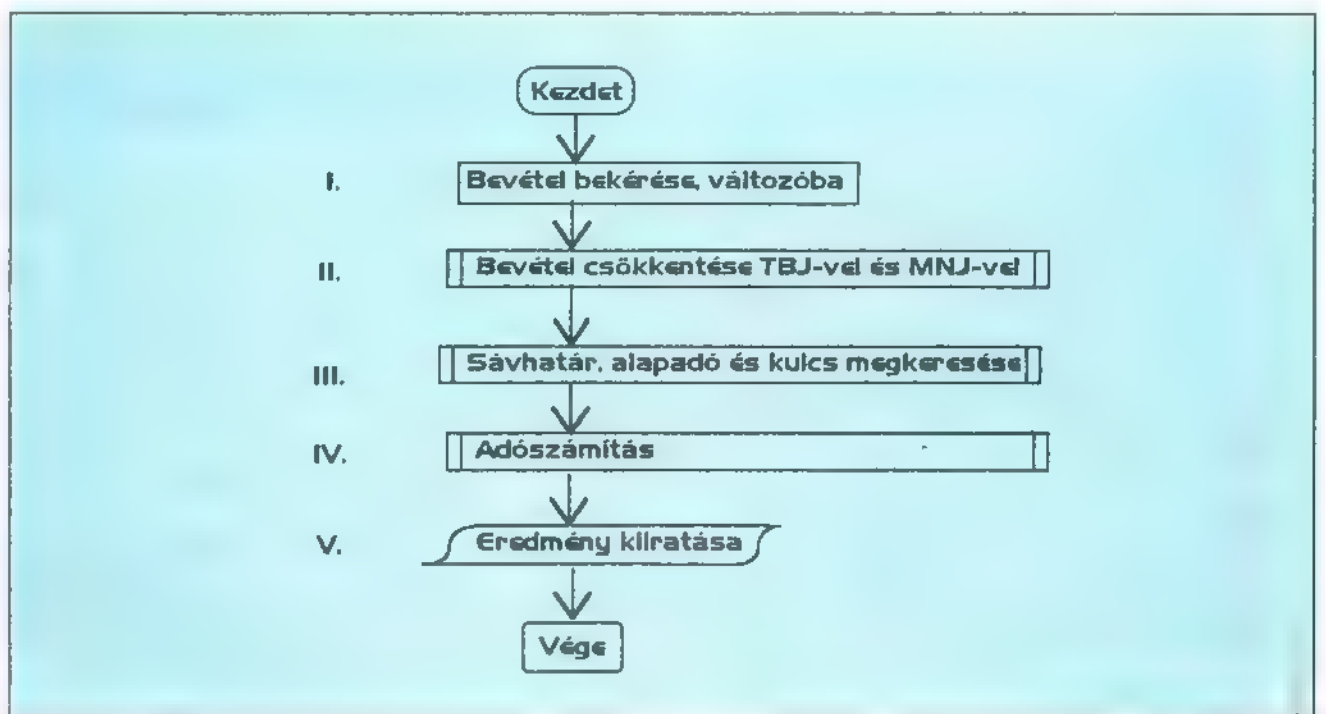 Kezdet
I. Bevétel bekérése, változóba
II. Bevétel csökkentése TBJ-vel és MNJ-vel
III. Sávhatár, alapadó és kulcs megkeresése
IV. Adószámítás
V. Eredmény kiiratása
Vége